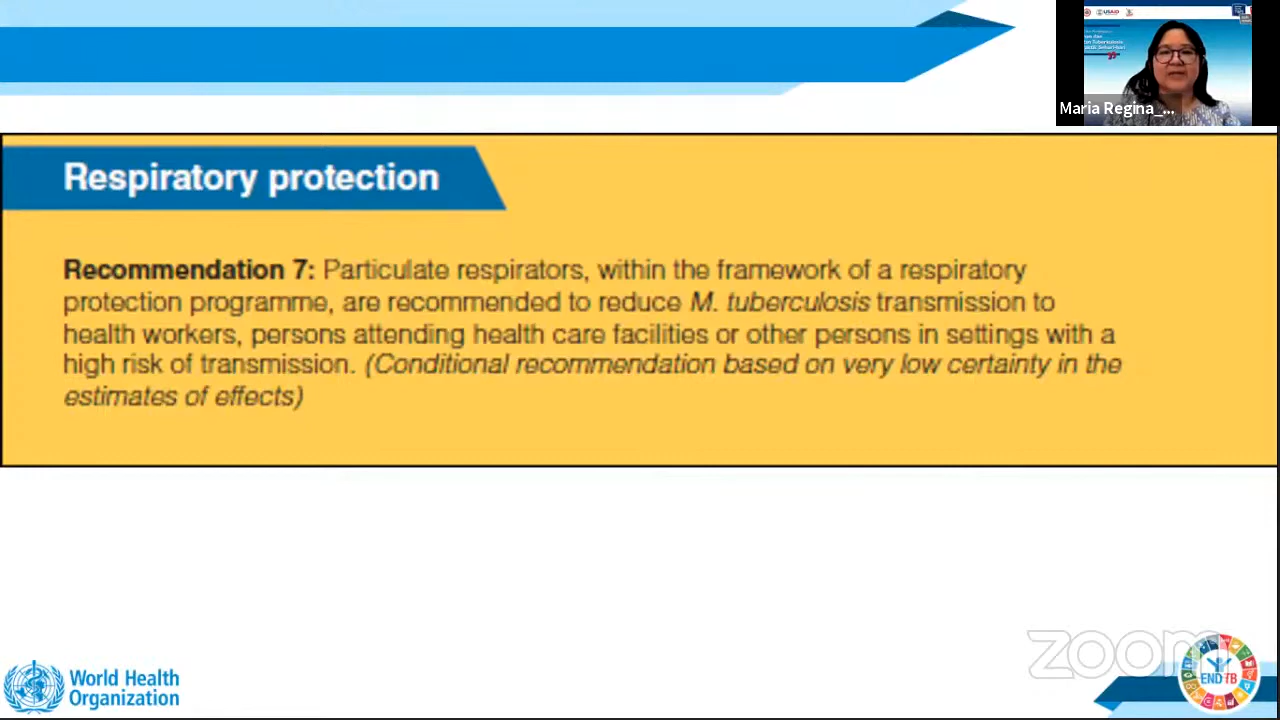 USAID
Maria Regina_...
Respiratory protection
Recommendation 7: Particulate respirators, within the framework of a respiratory
protection programme, are recommended to reduce M. tuberculosis transmission to
health workers, persons attending health care facilities or other persons in settings with a
high risk of transmission. (Conditional recommendation based on very low certainty in the
estimates of effects)
World Health
Organization
zoom
END TB